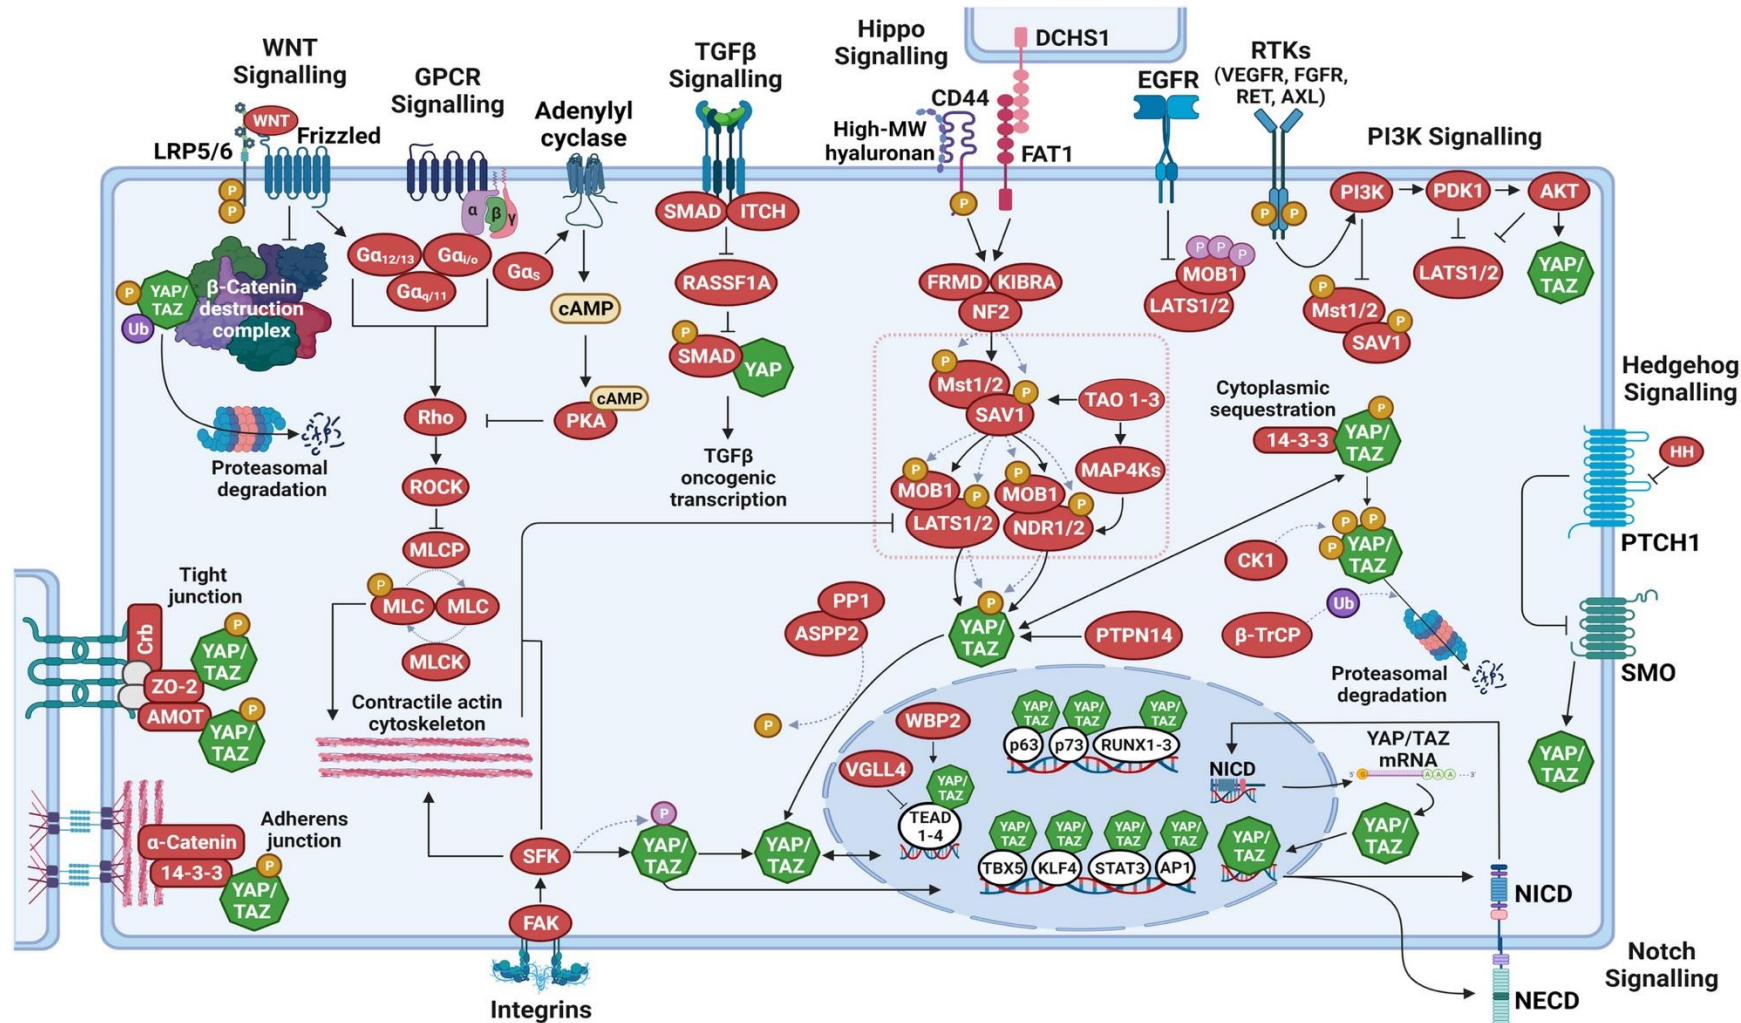 WNT
Signalling
WNT
LRP5/6
Frizzled
P
P
GPCR
Signalling
α
β
γ
Adenylyl
cyclase
TGFβ
Signalling
SMAD
ITCH
RASSF1A
P
SMAD
YAP
TGFβ
oncogenic
transcription
Hippo
Signalling
DCHS1
CD44
High-MW
hyaluronan
FAT1
P
EGFR
P
P
P
MOB1
LATS1/2
RTKs
(VEGFR, FGFR,
RET, AXL)
P
P
PI3K Signalling
PI3K
PDK1
AKT
LATS1/2
YAP/
TAZ
P
Mst1/2
P
SAV1
Gα12/13
Gαi/o
Gαq/11
GαS
cAMP
cAMP
PKA
P
YAP/
TAZ
Ub
β-Catenin
destruction
complex
Proteasomal
degradation
Rho
ROCK
MLCP
P
MLC
MLC
MLCK
Contractile actin
cytoskeleton
FRMD
KIBRA
NF2
P
Mst1/2
P
SAV1
TAO 1-3
MAP4Ks
P
MOB1
P
LATS1/2
P
MOB1
P
NDR1/2
P
YAP/
TAZ
PTPN14
PP1
ASPP2
P
Cytoplasmic
sequestration
P
14-3-3
YAP/
TAZ
P
P
P
YAP/
TAZ
CK1
Ub
β-TrCP
Proteasomal
degradation
Hedgehog
Signalling
HH
PTCH1
SMO
YAP/
TAZ
Tight
junction
Crb
P
YAP/
TAZ
ZO-2
AMOT
P
YAP/
TAZ
Adherens
junction
α-Catenin
14-3-3
P
YAP/
TAZ
SFK
FAK
Integrins
P
YAP/
TAZ
YAP/
TAZ
WBP2
VGLL4
YAP/
TAZ
TEAD
1-4
YAP/
TAZ
YAP/
TAZ
YAP/
TAZ
p63
p73
RUNX1-3
YAP/
TAZ
YAP/
TAZ
YAP/
TAZ
YAP/
TAZ
TBX5
KLF4
STAT3
AP1
NICD
YAP/TAZ
mRNA
5'
G
A
A
A
3'
YAP/
TAZ
YAP/
TAZ
NICD
Notch
Signalling
NECD